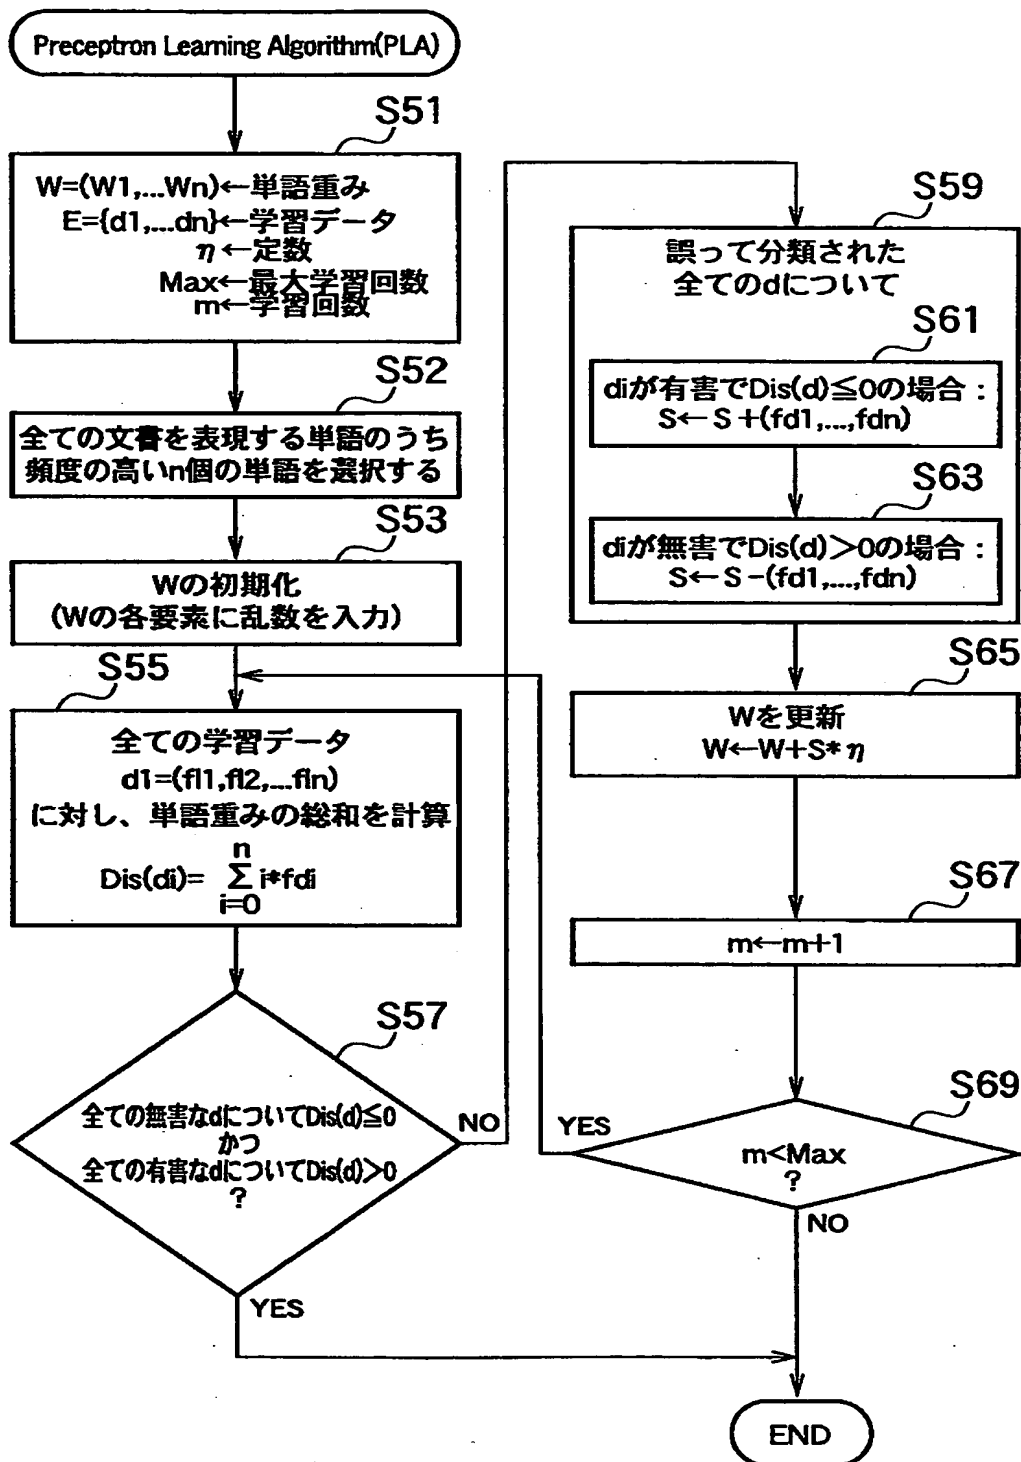 Preceptron Learning Algorithm(PLA)
S51
W=(W1,...Wn)←単語重み
E={d1,...dn}←学習データ
η←定数
Max←最大学習回数
m←学習回数
S52
全ての文書を表現する単語のうち
頻度の高いn個の単語を選択する
S53
Wの初期化
(Wの各要素に乱数を入力)
S55
全ての学習データ
d1=(fl1,fl2,...fln)
に対し、単語重みの総和を計算
n
Dis(di)= Σ i*fdi
i=0
S57
全ての無害なdについてDis(d)≦0
かつ
全ての有害なdについてDis(d)>0
?
NO
YES
S59
誤って分類された
全てのdについて
S61
diが有害でDis(d)≦0の場合:
S←S+(fd1,...,fdn)
S63
diが無害でDis(d)>0の場合:
S←S-(fd1,...,fdn)
S65
Wを更新
W←W+S*η
S67
m←m+1
S69
YES
m<Max
?
NO
END